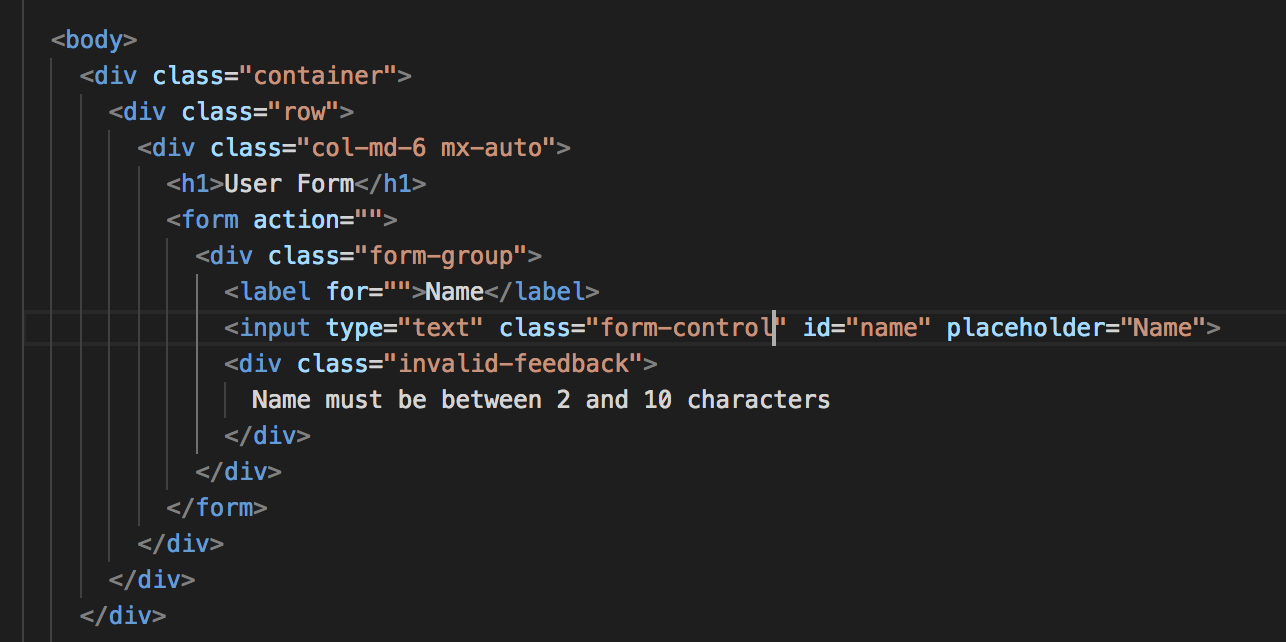 <body>
<div class="container">
<div class="row">
<div class="col-md-6 mx-auto">
<h1>User Form</h1>
<form action="">
<div class="form-group">
<label for="">Name</label>
<input type="text" class="form-control" id="name" placeholder="Name">
<div class="invalid-feedback">
Name must be between 2 and 10 characters
</div>
</div>
</form>
</div>
</div>
</div>